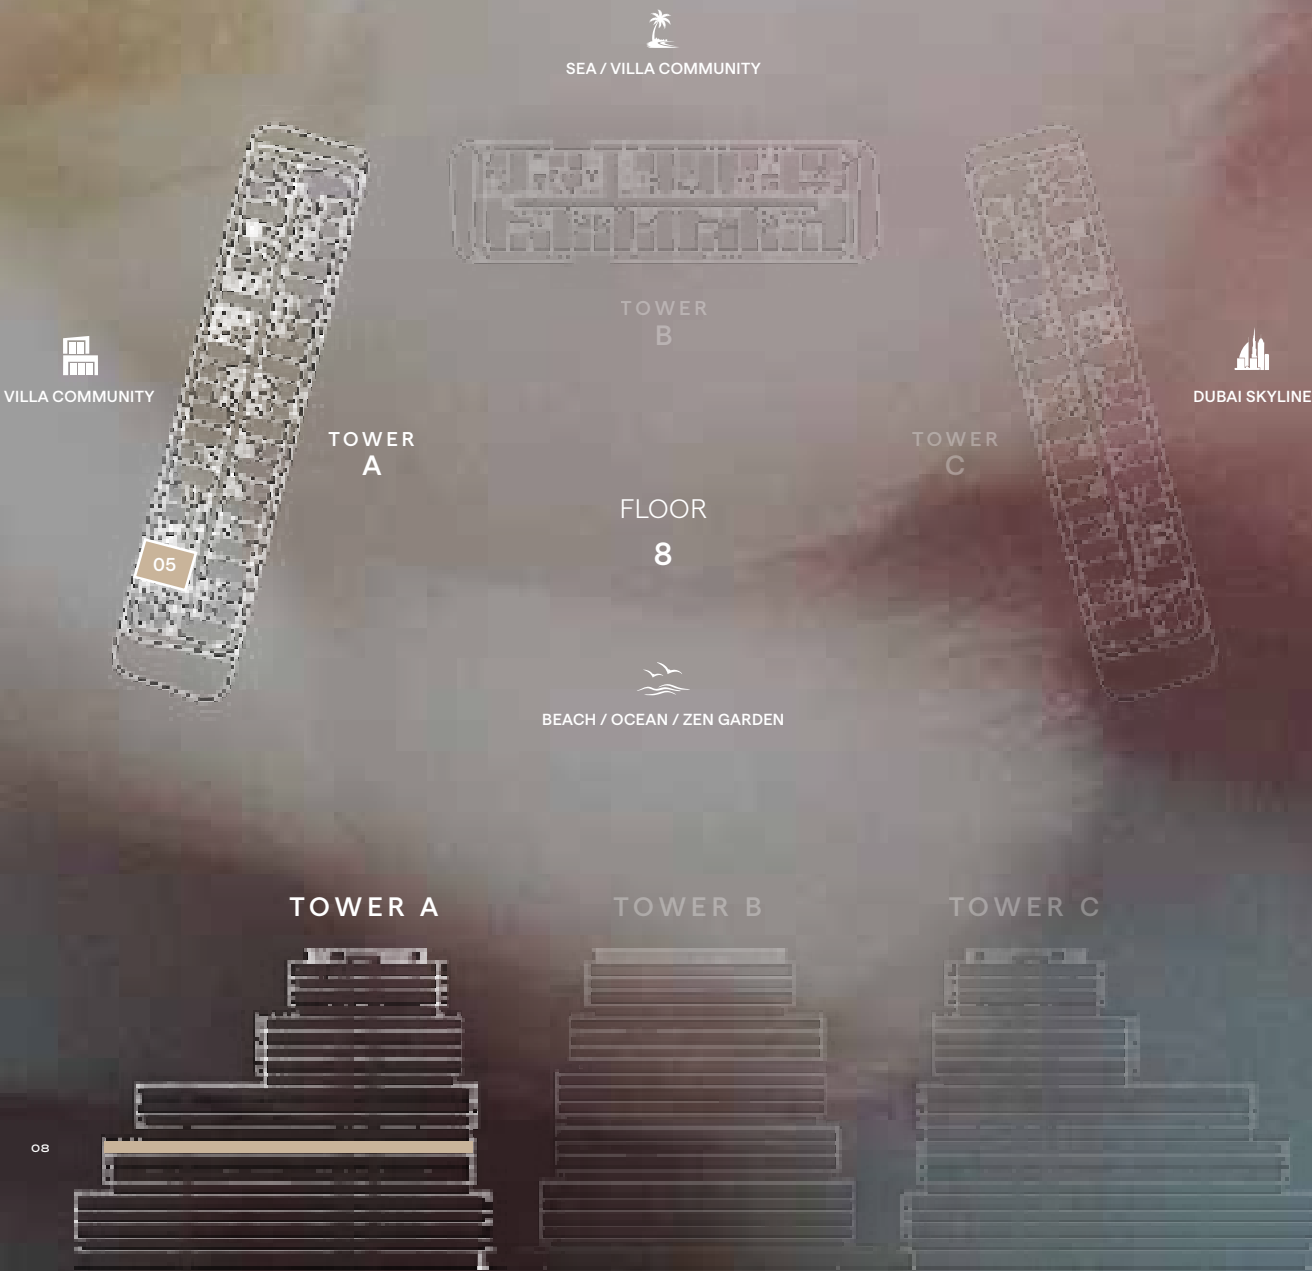 SEA / VILLA COMMUNITY
TOWER
B
VILLA COMMUNITY
DUBAI SKYLINE
TOWER
A
TOWER
C
FLOOR
8
05
BEACH / OCEAN / ZEN GARDEN
TOWER A
TOWER B
TOWER C
08